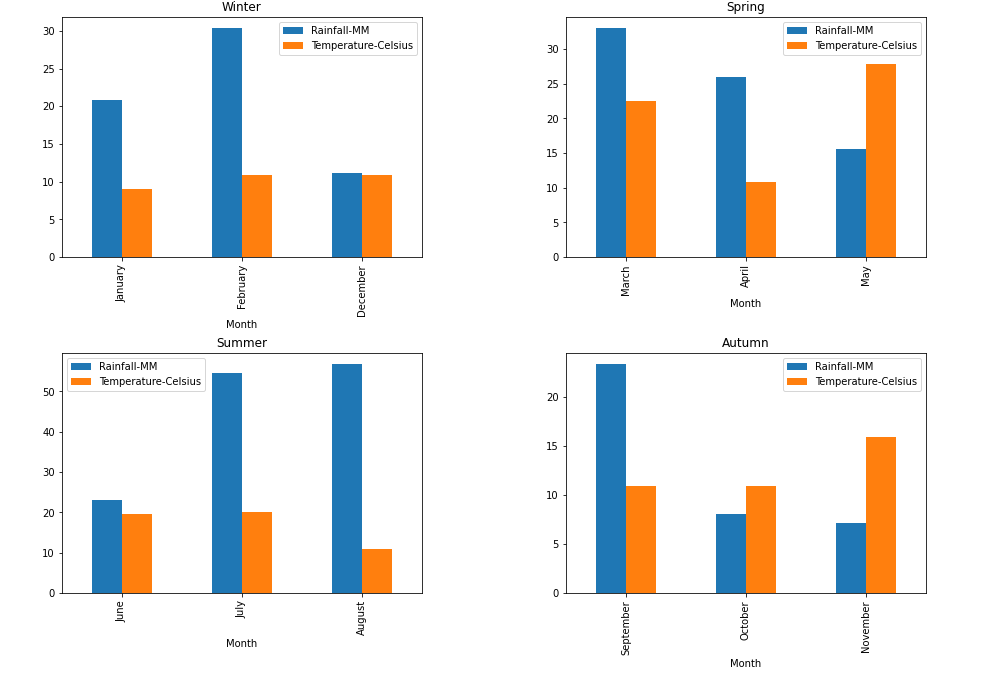 Winter
Rainfall-MM
Temperature-Celsius
30
25
20
15
10
5
0
January
February
December
Month
Spring
Rainfall-MM
Temperature-Celsius
30
25
20
15
10
5
0
March
April
May
Month
Summer
Rainfall-MM
Temperature-Celsius
50
40
30
20
10
0
June
July
August
Month
Autumn
Rainfall-MM
Temperature-Celsius
20
15
10
5
0
September
October
November
Month